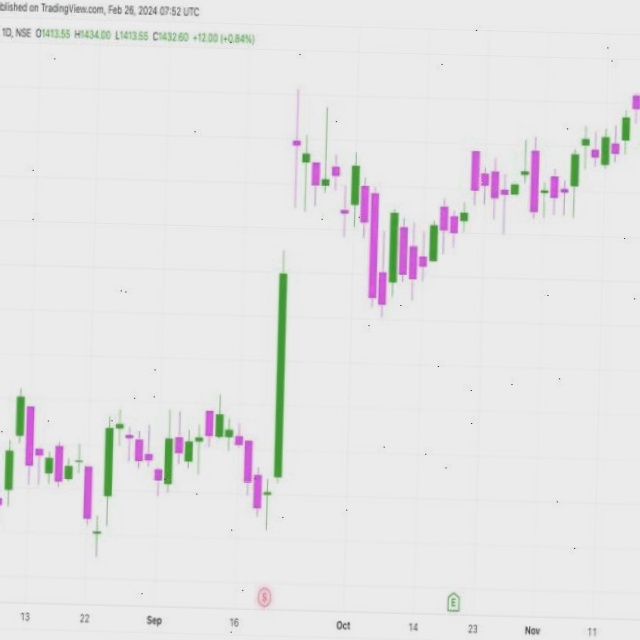 blished on TradingView.com, Feb 26, 2024 07:52 UTC
1D, NSE O1413.55 H1434.00 L1413.55 C1432.60 +12.00 (+0.84%)
S E
13 22 Sep 16 Oct 14 23 Nov 11